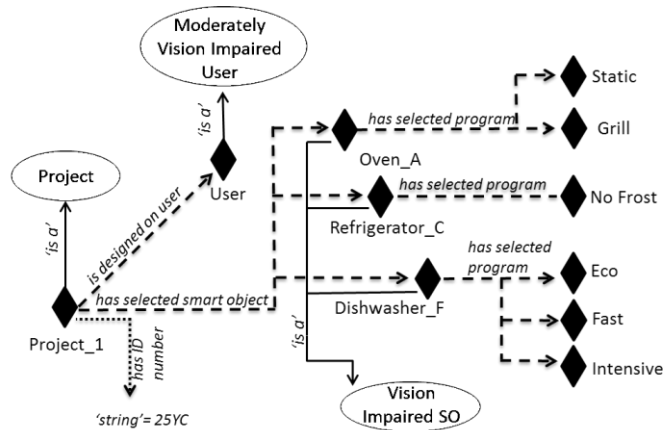 Moderately
Vision Impaired
User
'is a'
User
Project
'is a'
is designed on user
has selected smart object
Project_1
has ID
number
'string'= 25YC
has selected program
Oven_A
Static
Grill
has selected program
Refrigerator_C
No Frost
has selected
program
Dishwasher_F
Eco
Fast
Intensive
'is a'
Vision
Impaired SO